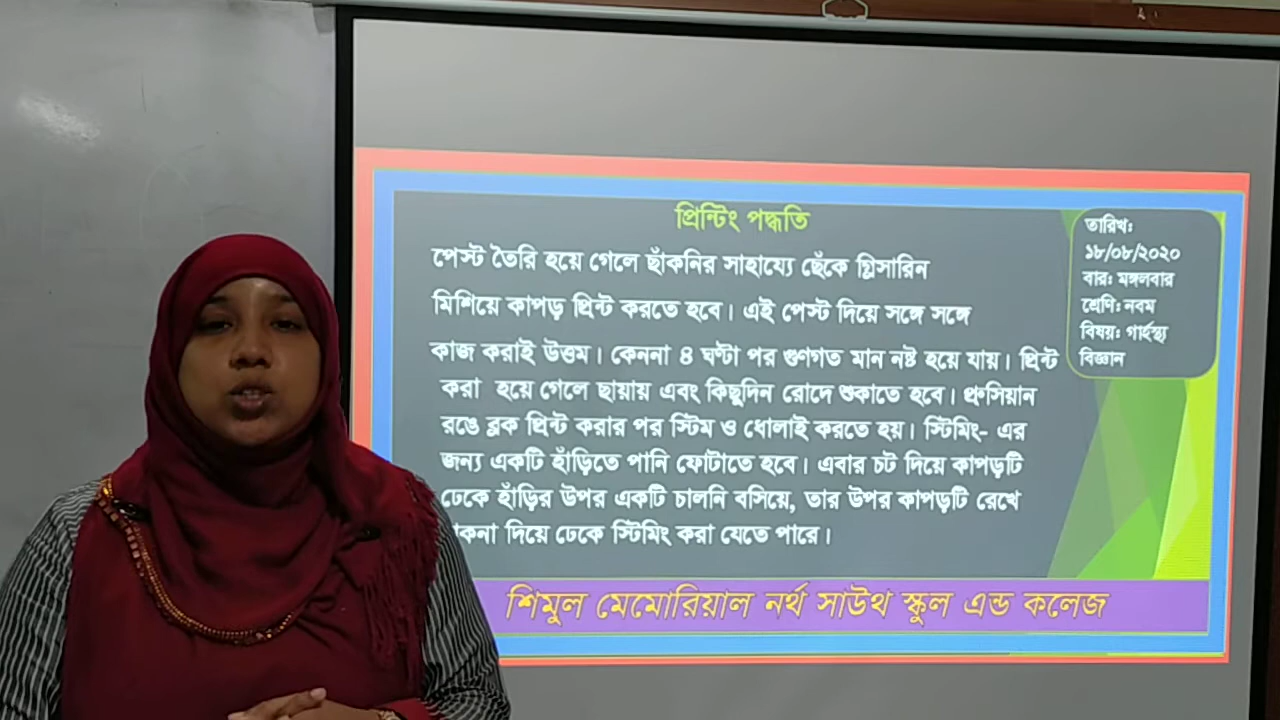 প্রিন্টিং পদ্ধতি
পেস্ট তৈরি হয়ে গেলে ছাঁকনির সাহায্যে ছেঁকে গ্লিসারিন
মিশিয়ে কাপড় প্রিন্ট করতে হবে। এই পেস্ট দিয়ে সঙ্গে সঙ্গে
কাজ করাই উত্তম। কেননা ৪ ঘণ্টা পর গুণগত মান নষ্ট হয়ে যায়। প্রিন্ট
করা হয়ে গেলে ছায়ায় এবং কিছুদিন রোদে শুকাতে হবে। প্রুসিয়ান
রঙে ব্লক প্রিন্ট করার পর স্টিম ও ধোলাই করতে হয়। স্টিমিং- এর
জন্য একটি হাঁড়িতে পানি ফোটাতে হবে। এবার চট দিয়ে কাপড়টি
ঢেকে হাঁড়ির উপর একটি চালনি বসিয়ে, তার উপর কাপড়টি রেখে
দিয়ে ঢেকে স্টিমিং করা যেতে পারে।
তারিখঃ
১৮/০৮/২০২০
বারঃ মঙ্গলবার
শ্রেণিঃ নবম
বিষয়ঃ গার্হস্থ্য
বিজ্ঞান
শিমুল মেমোরিয়াল নর্থ সাউথ স্কুল এন্ড কলেজ